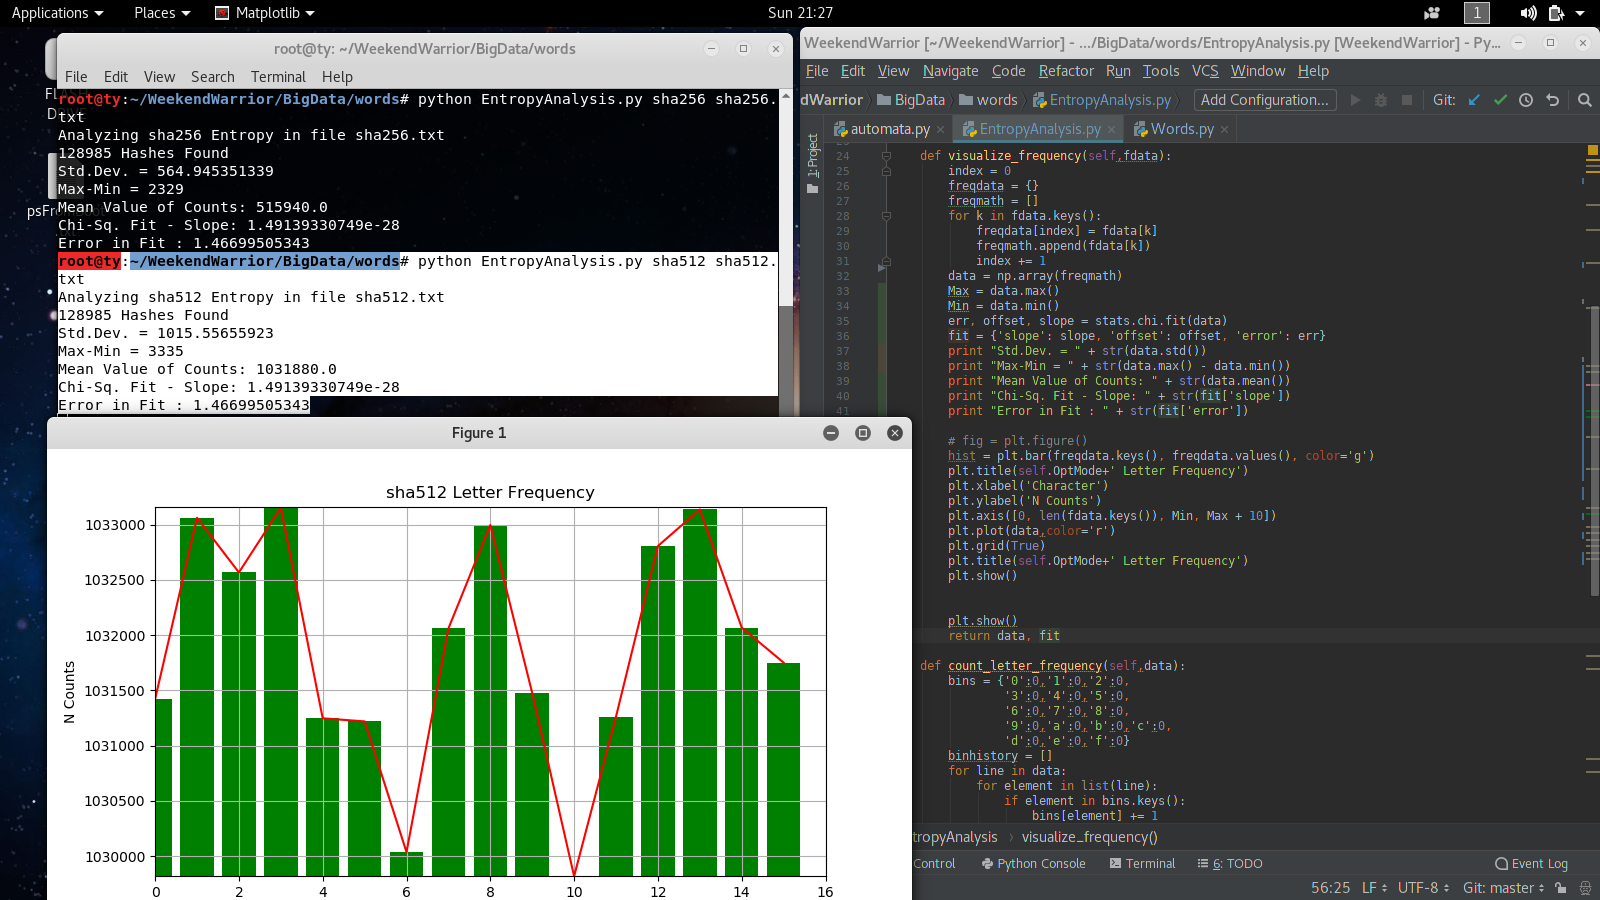 Applications Places Matplotlib Sun 21:27 1
root@ty: ~/WeekendWarrior/BigData/words
File Edit View Search Terminal Help
root@ty:~/WeekendWarrior/BigData/words# python EntropyAnalysis.py sha256 sha256.
txt
Analyzing sha256 Entropy in file sha256.txt
128985 Hashes Found
Std.Dev. = 564.945351339
Max-Min = 2329
Mean Value of Counts: 515940.0
Chi-Sq. Fit - Slope: 1.49139330749e-28
Error in Fit : 1.46699505343
root@ty:~/WeekendWarrior/BigData/words# python EntropyAnalysis.py sha512 sha512.
txt
Analyzing sha512 Entropy in file sha512.txt
128985 Hashes Found
Std.Dev. = 1015.55655923
Max-Min = 3335
Mean Value of Counts: 1031880.0
Chi-Sq. Fit - Slope: 1.49139330749e-28
Error in Fit : 1.46699505343
Figure 1
sha512 Letter Frequency
N Counts
1033000
1032500
1032000
1031500
1031000
1030500
1030000
0 2 4 6 8 10 12 14 16
WeekendWarrior [~/WeekendWarrior] - .../BigData/words/EntropyAnalysis.py [WeekendWarrior] - Py...
File Edit View Navigate Code Refactor Run Tools VCS Window Help
dWarrior BigData words EntropyAnalysis.py Add Configuration... Git:
automata.py EntropyAnalysis.py Words.py
1: Project
24 def visualize_frequency(self,fdata):
25 index = 0
26 freqdata = {}
27 freqmath = []
28 for k in fdata.keys():
29 freqdata[index] = fdata[k]
30 freqmath.append(fdata[k])
31 index += 1
32 data = np.array(freqmath)
33 Max = data.max()
34 Min = data.min()
35 err, offset, slope = stats.chi.fit(data)
36 fit = {'slope': slope, 'offset': offset, 'error': err}
37 print "Std.Dev. = " + str(data.std())
38 print "Max-Min = " + str(data.max() - data.min())
39 print "Mean Value of Counts: " + str(data.mean())
40 print "Chi-Sq. Fit - Slope: " + str(fit['slope'])
41 print "Error in Fit : " + str(fit['error'])
# fig = plt.figure()
hist = plt.bar(freqdata.keys(), freqdata.values(), color='g')
plt.title(self.OptMode+' Letter Frequency')
plt.xlabel('Character')
plt.ylabel('N Counts')
plt.axis([0, len(fdata.keys()), Min, Max + 10])
plt.plot(data,color='r')
plt.grid(True)
plt.title(self.OptMode+' Letter Frequency')
plt.show()
plt.show()
return data, fit
def count_letter_frequency(self,data):
bins = {'0':0,'1':0,'2':0,
'3':0,'4':0,'5':0,
'6':0,'7':0,'8':0,
'9':0,'a':0,'b':0,'c':0,
'd':0,'e':0,'f':0}
binhistory = []
for line in data:
for element in list(line):
if element in bins.keys():
bins[element] += 1
tropyAnalysis visualize_frequency()
Control Python Console Terminal 6: TODO Event Log
56:25 LF UTF-8 Git: master